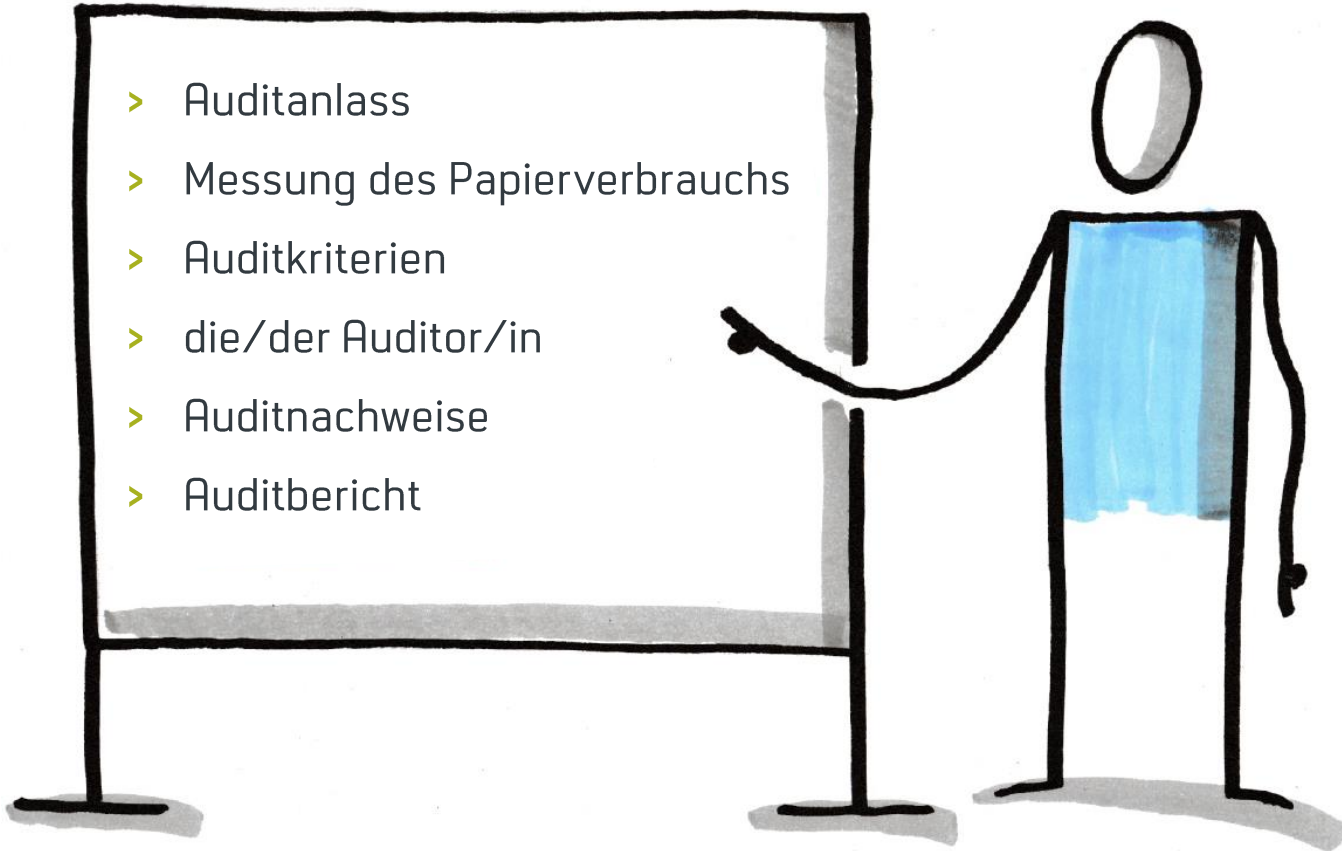 > Auditanlass
> Messung des Papierverbrauchs
> Auditkriterien
> die/der Auditor/in
> Auditnachweise
> Auditbericht